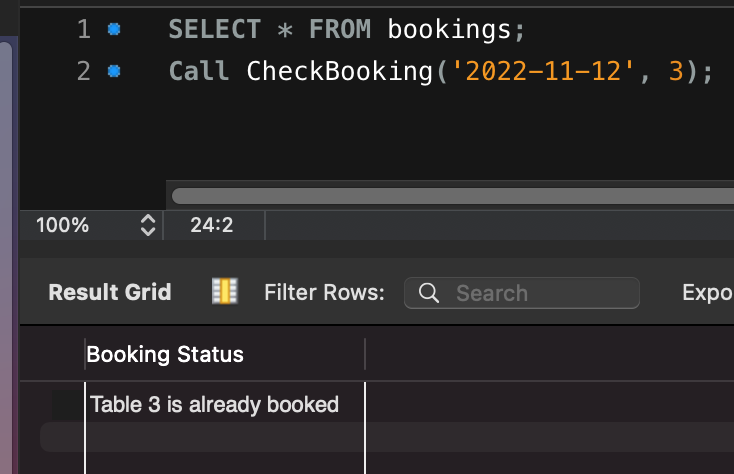 1 SELECT * FROM bookings;
2 Call CheckBooking('2022-11-12', 3);
100% 24:2
Result Grid Filter Rows: Search Expo
Booking Status
Table 3 is already booked